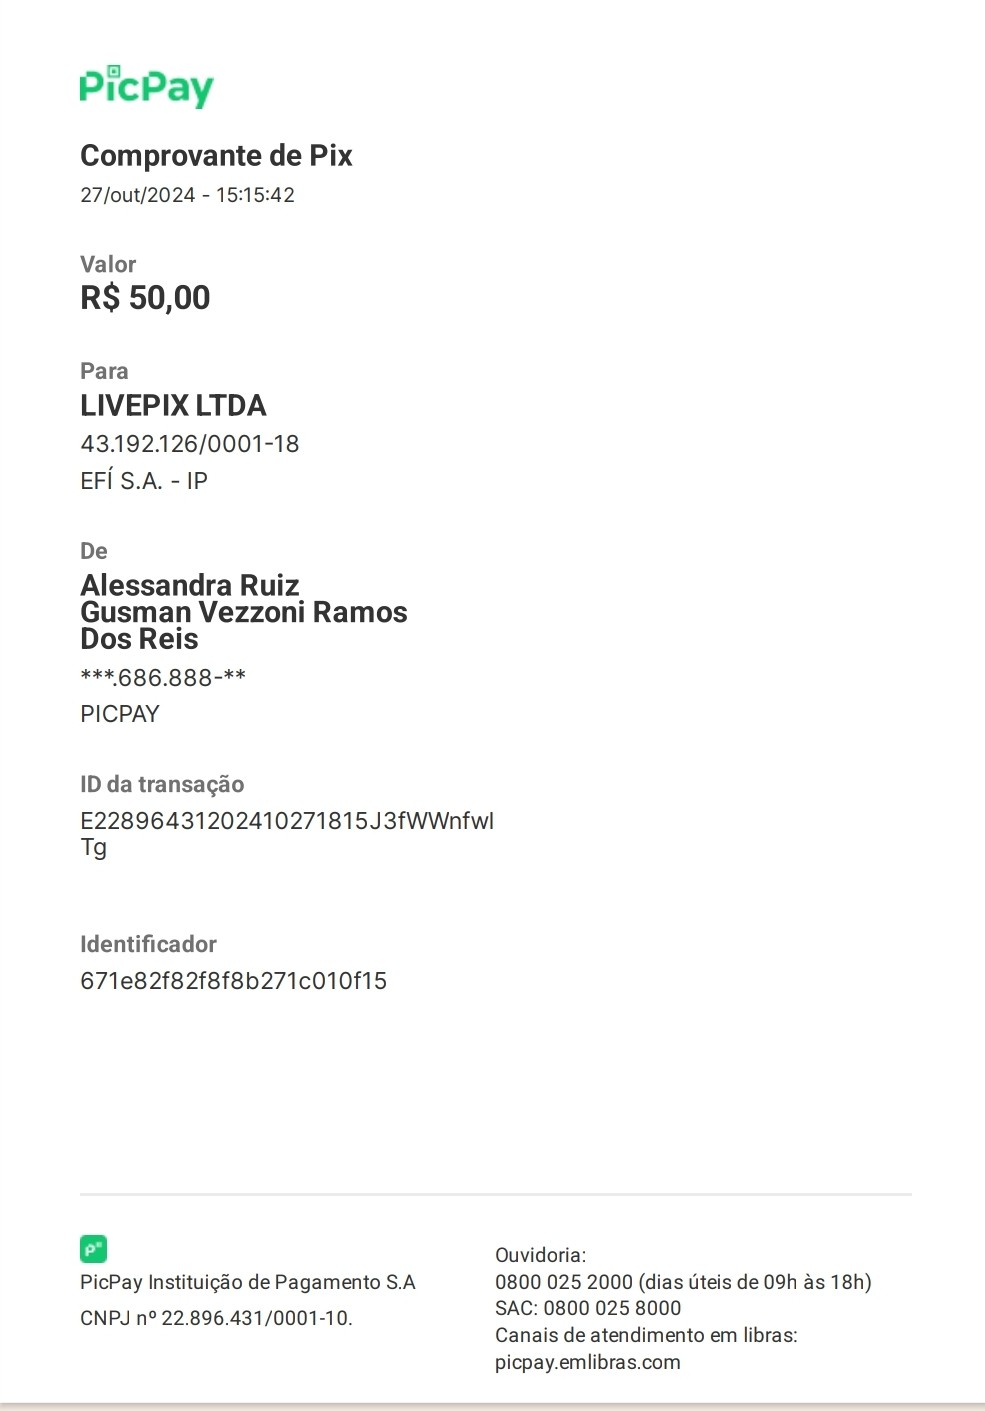 PicPay
Comprovante de Pix
27/out/2024 - 15:15:42
Valor
R$ 50,00
Para
LIVEPIX LTDA
43.192.126/0001-18
EFÍ S.A. - IP
De
Alessandra Ruiz
Gusman Vezzoni Ramos
Dos Reis
***.686.888-**
PICPAY
ID da transação
E22896431202410271815J3fWWnfwI
Tg
Identificador
671e82f82f8f8b271c010f15
PicPay Instituição de Pagamento S.A
CNPJ nº 22.896.431/0001-10.
Ouvidoria:
0800 025 2000 (dias úteis de 09h às 18h)
SAC: 0800 025 8000
Canais de atendimento em libras:
picpay.emlibras.com